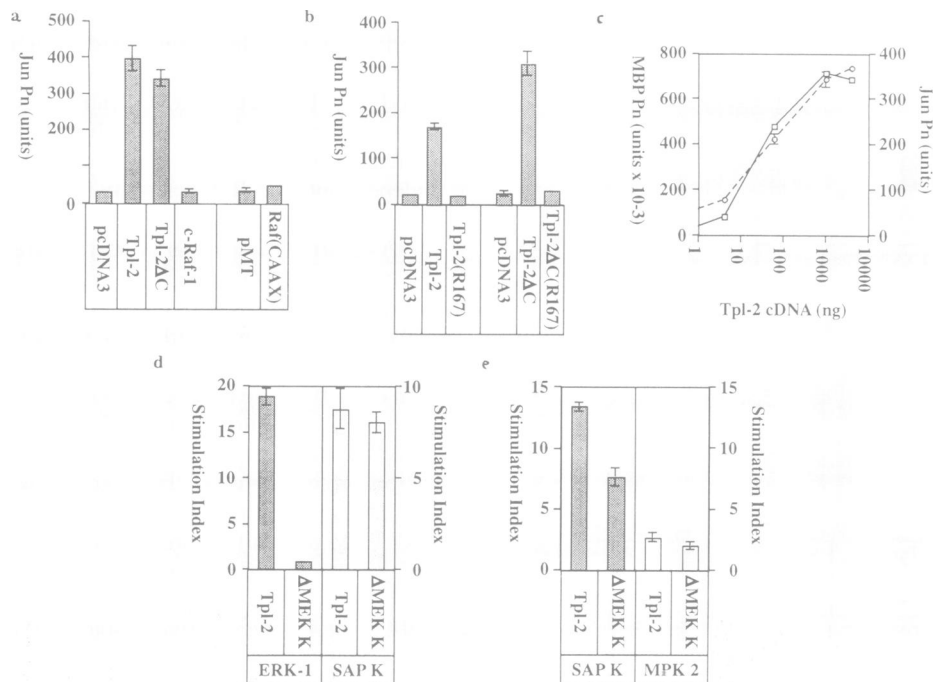 a
Jun Pn (units)
500
400
300
100
0
pcDNA3
Tpl-2
Tpl-2ΔC
c-Raf-1
pMT
Raf(CAAX)
b
Jun Pn (units)
400
300
200
100
0
pcDNA3
Tpl-2
Tpl-2(R167)
pcDNA3
Tpl-2ΔC
Tpl-2ΔC(R167)
c
MBP Pn (units x 10-3)
800
600
400
200
0
Jun Pn (units)
400
300
200
100
0
1
10
100
1000
10000
Tpl-2 cDNA (ng)
d
Stimulation Index
20
15
10
5
0
Stimulation Index
10
5
0
Tpl-2
ΔMEK K
Tpl-2
ΔMEK K
ERK-1
SAP K
e
Stimulation Index
15
10
5
0
Stimulation Index
15
10
5
0
Tpl-2
ΔMEK K
Tpl-2
ΔMEK K
SAP K
MPK 2